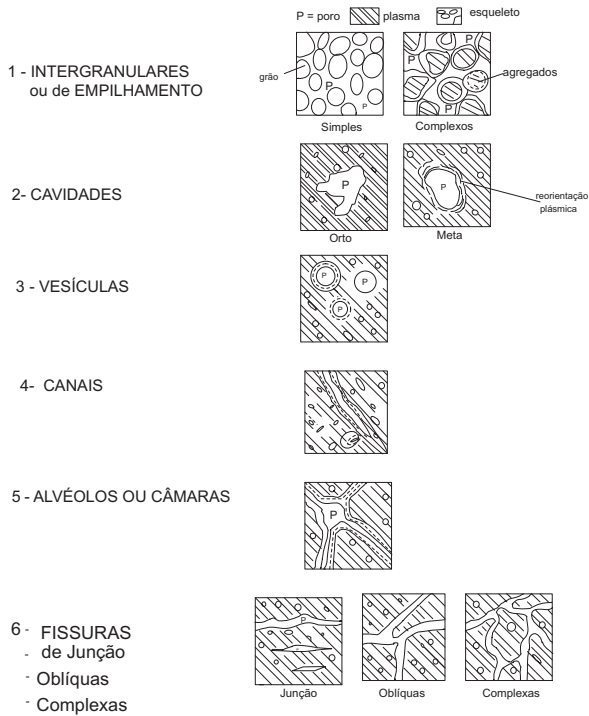 P = poro plasma esqueleto
1 - INTERGRANULARES
ou de EMPILHAMENTO
grão
P
P
P
P
P
agregados
Simples
Complexos
2- CAVIDADES
P
P
reorientação
plásmica
Orto
Meta
3 - VESÍCULAS
P
P
P
4- CANAIS
5 - ALVÉOLOS OU CÂMARAS
P
6 - FISSURAS
- de Junção
- Oblíquas
- Complexas
P
Junção
Oblíquas
Complexas